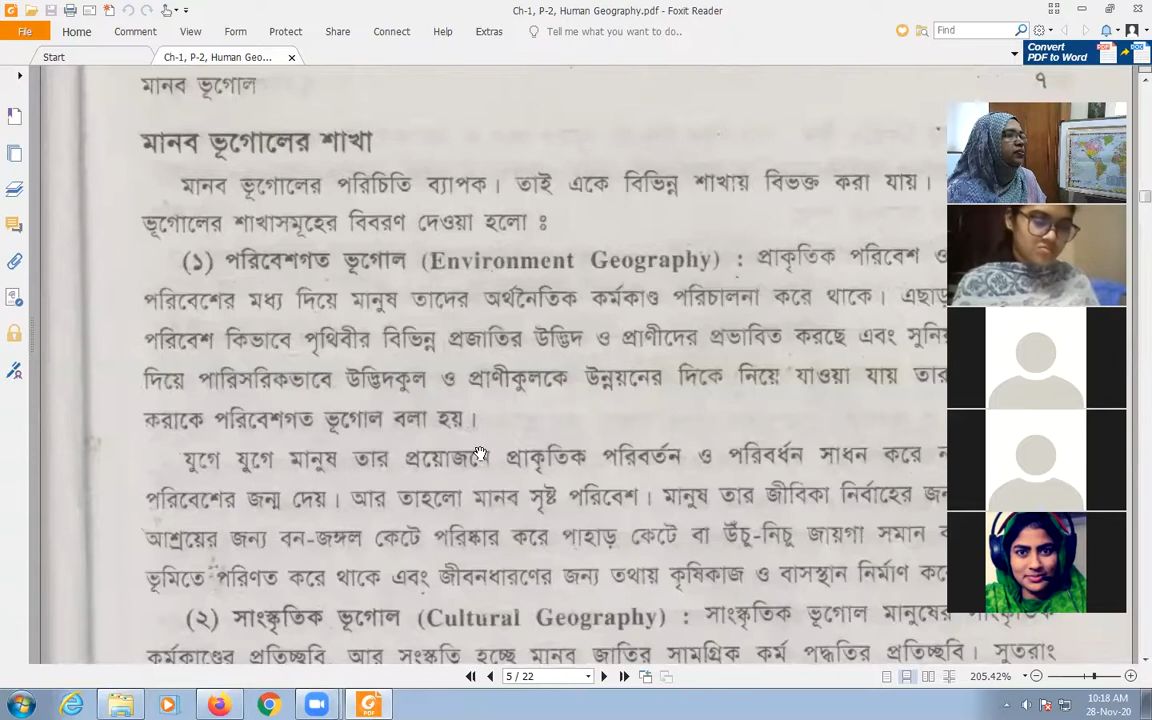 Ch-1, P-2, Human Geography.pdf - Foxit Reader
File Home Comment View Form Protect Share Connect Help Extras Tell me what you want to do.. Find
Start Ch-1, P-2, Human Geo... Convert PDF to Word
মানব ভূগোল ৭
মানব ভূগোলের শাখা
মানব ভূগোলের পরিচিতি ব্যাপক। তাই একে বিভিন্ন শাখায় বিভক্ত করা যায়।
ভূগোলের শাখাসমূহের বিবরণ দেওয়া হলো ঃ
(১) পরিবেশগত ভূগোল (Environment Geography) : প্রাকৃতিক পরিবেশ ও
পরিবেশের মধ্য দিয়ে মানুষ তাদের অর্থনৈতিক কর্মকাণ্ড পরিচালনা করে থাকে। এছাড়
পরিবেশ কিভাবে পৃথিবীর বিভিন্ন প্রজাতির উদ্ভিদ ও প্রাণীদের প্রভাবিত করছে এবং সুনির
দিয়ে পারিসরিকভাবে উদ্ভিদকুল ও প্রাণীকুলকে উন্নয়নের দিকে নিয়ে যাওয়া যায় তার
করাকে পরিবেশগত ভূগোল বলা হয়।
যুগে যুগে মানুষ তার প্রয়োজনে প্রাকৃতিক পরিবর্তন ও পরিবর্ধন সাধন করে ন
পরিবেশের জন্ম দেয়। আর তাহলো মানব সৃষ্ট পরিবেশ। মানুষ তার জীবিকা নির্বাহের জন
আশ্রয়ের জন্য বন-জঙ্গল কেটে পরিষ্কার করে পাহাড় কেটে বা উঁচু-নিচু জায়গা সমান ক
ভূমিতে পরিণত করে থাকে এবং জীবনধারণের জন্য তথায় কৃষিকাজ ও বাসস্থান নির্মাণ করে
(২) সাংস্কৃতিক ভূগোল (Cultural Geography) : সাংস্কৃতিক ভূগোল মানুষের সাংস্কৃতিক
কর্মকাণ্ডের প্রতিচ্ছবি, আর সংস্কৃতি হচ্ছে মানব জাতির সামগ্রিক কর্ম পদ্ধতির প্রতিচ্ছবি। সুতরাং
5 / 22 205.42%
10:18 AM
28-Nov-20